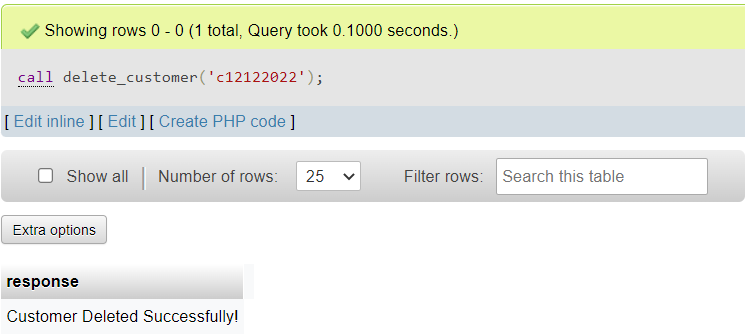 Showing rows 0 - 0 (1 total, Query took 0.1000 seconds.)
call delete_customer('c12122022');
[ Edit inline ] [ Edit ] [ Create PHP code ]
Show all Number of rows: 25 Filter rows: Search this table
Extra options
response
Customer Deleted Successfully!